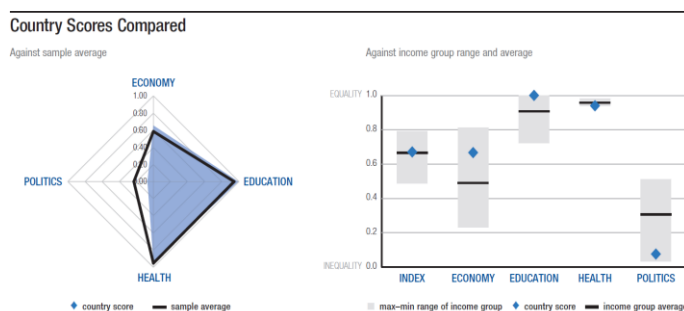 Country Scores Compared
Against sample average
Against income group range and average
ECONOMY
1.00
0.80
0.60
0.40
0.20
0.00
POLITICS
EDUCATION
HEALTH
country score
sample average
EQUALITY 1.0
0.8
0.6
0.4
0.2
INEQUALITY 0.0
INDEX ECONOMY EDUCATION HEALTH POLITICS
max–min range of income group country score income group average